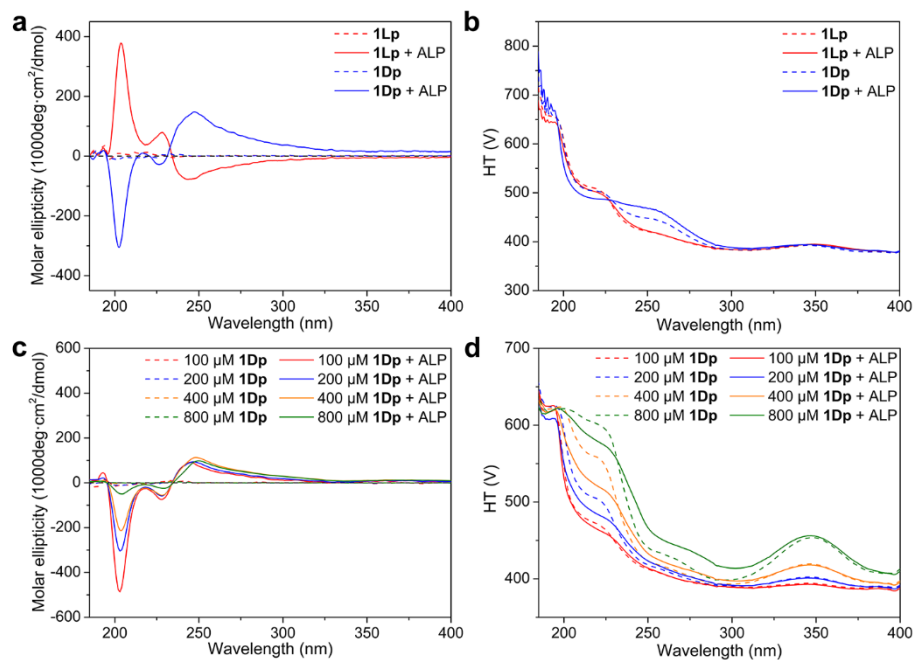 a
400
200
0
-200
-400
Molar ellipticity (1000deg·cm²/dmol)
1Lp
1Lp + ALP
1Dp
1Dp + ALP
200 250 300 350 400
Wavelength (nm)
b
800
700
600
500
400
300
HT (V)
1Lp
1Lp + ALP
1Dp
1Dp + ALP
200 250 300 350 400
Wavelength (nm)
c
600
400
200
0
-200
-400
-600
Molar ellipticity (1000deg·cm²/dmol)
100 μM 1Dp 100 μM 1Dp + ALP
200 μM 1Dp 200 μM 1Dp + ALP
400 μM 1Dp 400 μM 1Dp + ALP
800 μM 1Dp 800 μM 1Dp + ALP
200 250 300 350 400
Wavelength (nm)
d
700
600
500
400
HT (V)
100 μM 1Dp 100 μM 1Dp + ALP
200 μM 1Dp 200 μM 1Dp + ALP
400 μM 1Dp 400 μM 1Dp + ALP
800 μM 1Dp 800 μM 1Dp + ALP
200 250 300 350 400
Wavelength (nm)